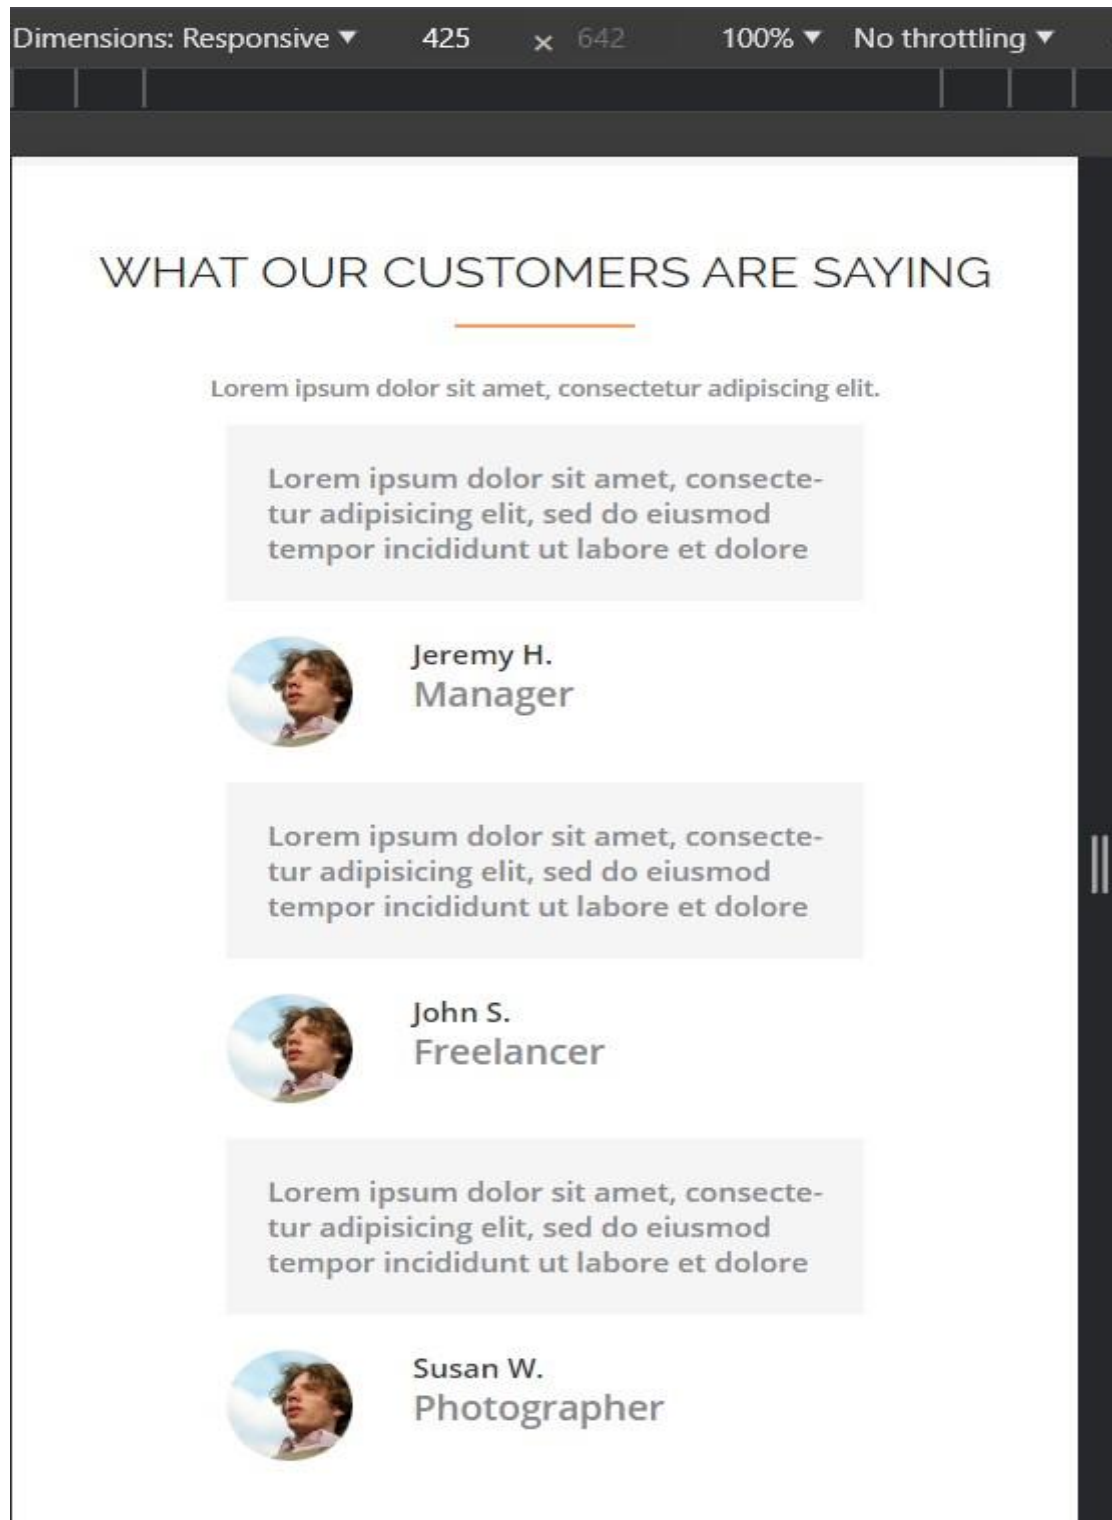 Dimensions: Responsive ▼ 425 × 642 100% ▼ No throttling ▼
WHAT OUR CUSTOMERS ARE SAYING
Lorem ipsum dolor sit amet, consectetur adipiscing elit.
Lorem ipsum dolor sit amet, consecte-
tur adipisicing elit, sed do eiusmod
tempor incididunt ut labore et dolore
Jeremy H.
Manager
Lorem ipsum dolor sit amet, consecte-
tur adipisicing elit, sed do eiusmod
tempor incididunt ut labore et dolore
John S.
Freelancer
Lorem ipsum dolor sit amet, consecte-
tur adipisicing elit, sed do eiusmod
tempor incididunt ut labore et dolore
Susan W.
Photographer